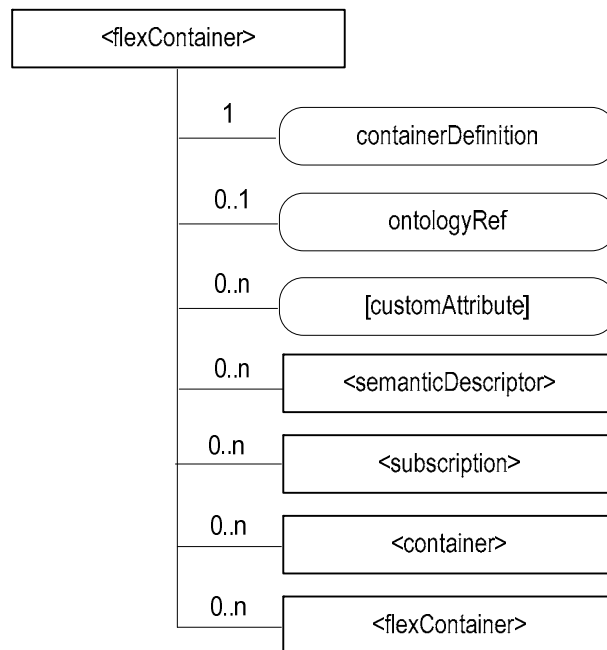 <flexContainer>
1
containerDefinition
0..1
ontologyRef
0..n
[customAttribute]
0..n
<semanticDescriptor>
0..n
<subscription>
0..n
<container>
0..n
<flexContainer>